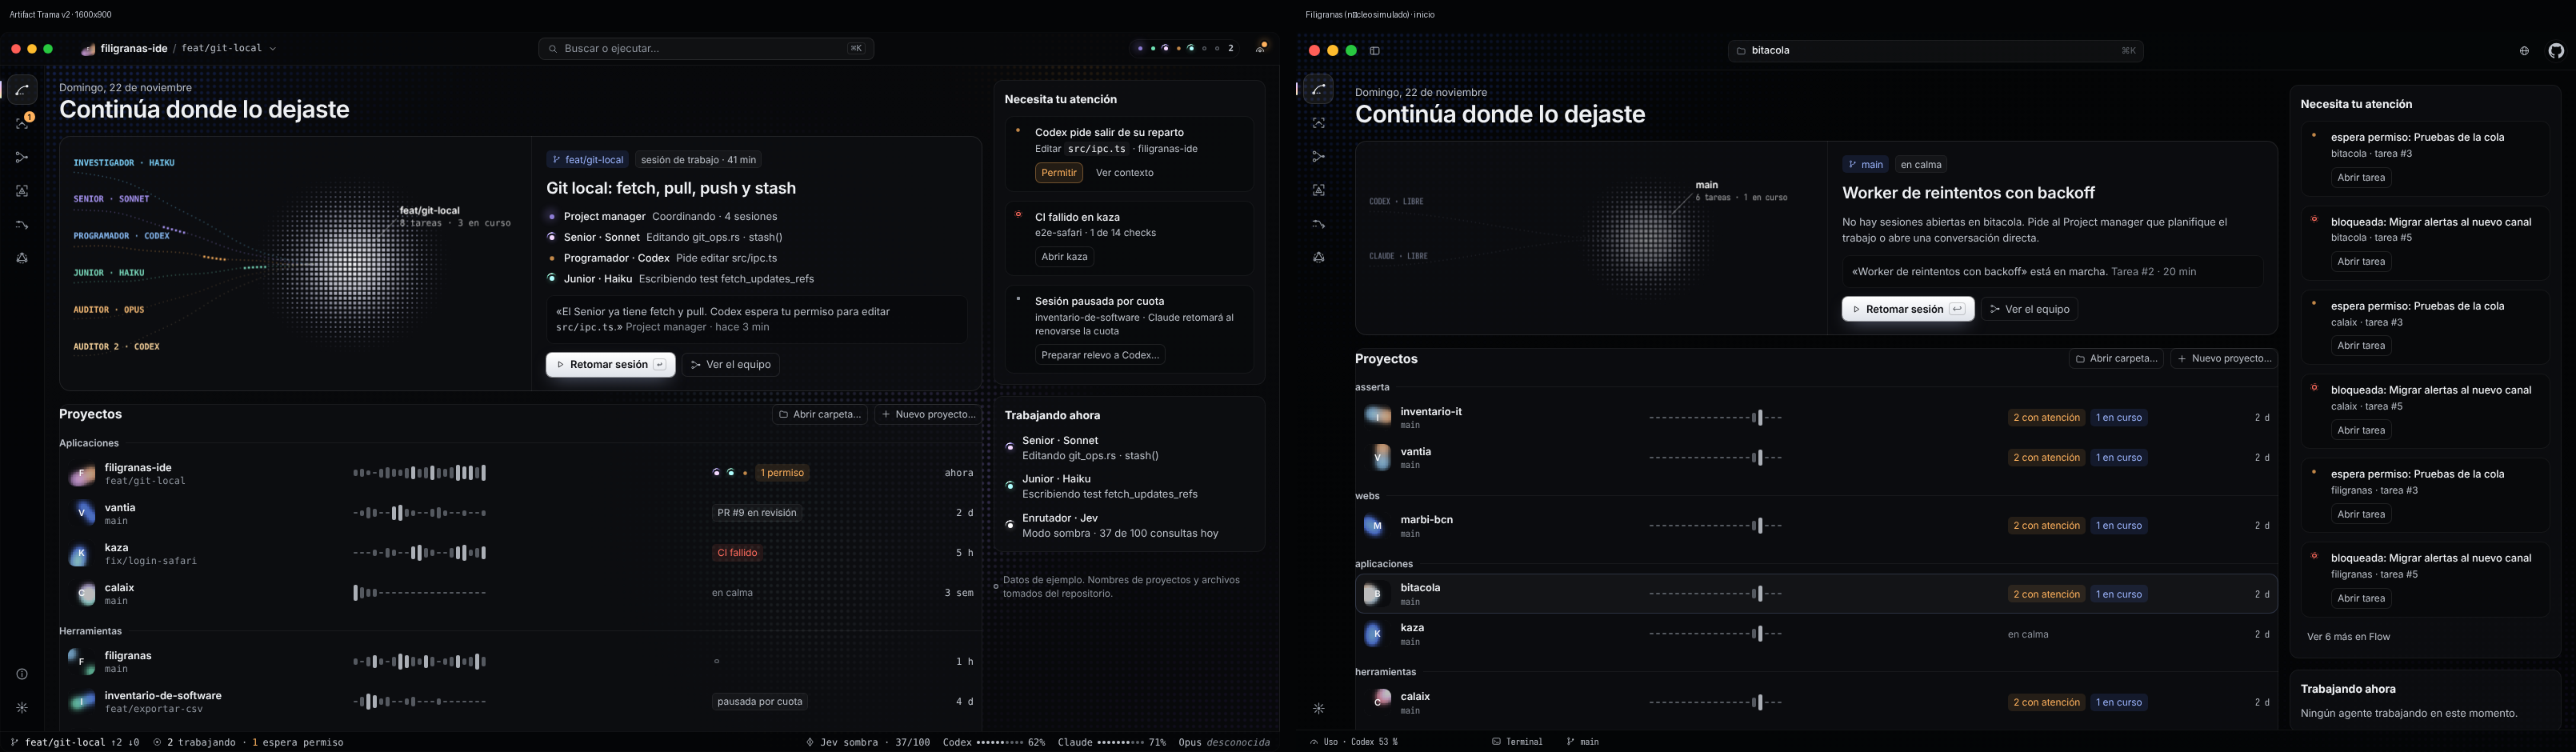 Artifact Trama v2 · 1600x900
filigranas-ide / feat/git-local
Buscar o ejecutar... ⌘K
2
1
Domingo, 22 de noviembre
Continúa donde lo dejaste
INVESTIGADOR · HAIKU
SENIOR · SONNET
PROGRAMADOR · CODEX
JUNIOR · HAIKU
AUDITOR · OPUS
AUDITOR 2 · CODEX
feat/git-local
8 tareas · 3 en curso
feat/git-local sesión de trabajo · 41 min
Git local: fetch, pull, push y stash
Project manager Coordinando · 4 sesiones
Senior · Sonnet Editando git_ops.rs · stash()
Programador · Codex Pide editar src/ipc.ts
Junior · Haiku Escribiendo test fetch_updates_refs
«El Senior ya tiene fetch y pull. Codex espera tu permiso para editar
src/ipc.ts.» Project manager · hace 3 min
Retomar sesión ↩ Ver el equipo
Proyectos
Abrir carpeta... + Nuevo proyecto...
Aplicaciones
F filigranas-ide 1 permiso ahora
feat/git-local
V vantia PR #9 en revisión 2 d
main
K kaza CI fallido 5 h
fix/login-safari
C calaix en calma 3 sem
main
Herramientas
F filigranas 1 h
main
I inventario-de-software pausada por cuota 4 d
feat/exportar-csv
Necesita tu atención
Codex pide salir de su reparto
Editar src/ipc.ts · filigranas-ide
Permitir Ver contexto
CI fallido en kaza
e2e-safari · 1 de 14 checks
Abrir kaza
Sesión pausada por cuota
inventario-de-software · Claude retomará al
renovarse la cuota
Preparar relevo a Codex...
Trabajando ahora
Senior · Sonnet
Editando git_ops.rs · stash()
Junior · Haiku
Escribiendo test fetch_updates_refs
Enrutador · Jev
Modo sombra · 37 de 100 consultas hoy
Datos de ejemplo. Nombres de proyectos y archivos
tomados del repositorio.
feat/git-local ↑2 ↓0 2 trabajando · 1 espera permiso
Jev sombra · 37/100 Codex 62% Claude 71% Opus desconocida
Filigranas simulado) · inicio
bitacola ⌘K
Domingo, 22 de noviembre
Continúa donde lo dejaste
CODEX · LIBRE
CLAUDE · LIBRE
main
6 tareas · 1 en curso
main en calma
Worker de reintentos con backoff
No hay sesiones abiertas en bitacola. Pide al Project manager que planifique el
trabajo o abre una conversación directa.
«Worker de reintentos con backoff» está en marcha. Tarea #2 · 20 min
Retomar sesión ↩ Ver el equipo
Proyectos
Abrir carpeta... + Nuevo proyecto...
asserta
I inventario-it 2 con atención 1 en curso 2 d
main
V vantia 2 con atención 1 en curso 2 d
main
webs
M marbi-bcn 2 con atención 1 en curso 2 d
main
aplicaciones
B bitacola 2 con atención 1 en curso 2 d
main
K kaza en calma 2 d
main
herramientas
C calaix 2 con atención 1 en curso 2 d
main
Necesita tu atención
espera permiso: Pruebas de la cola
bitacola · tarea #3
Abrir tarea
bloqueada: Migrar alertas al nuevo canal
bitacola · tarea #5
Abrir tarea
espera permiso: Pruebas de la cola
calaix · tarea #3
Abrir tarea
bloqueada: Migrar alertas al nuevo canal
calaix · tarea #5
Abrir tarea
espera permiso: Pruebas de la cola
filigranas · tarea #3
Abrir tarea
bloqueada: Migrar alertas al nuevo canal
filigranas · tarea #5
Abrir tarea
Ver 6 más en Flow
Trabajando ahora
Ningún agente trabajando en este momento.
Uso · Codex 53 % Terminal main